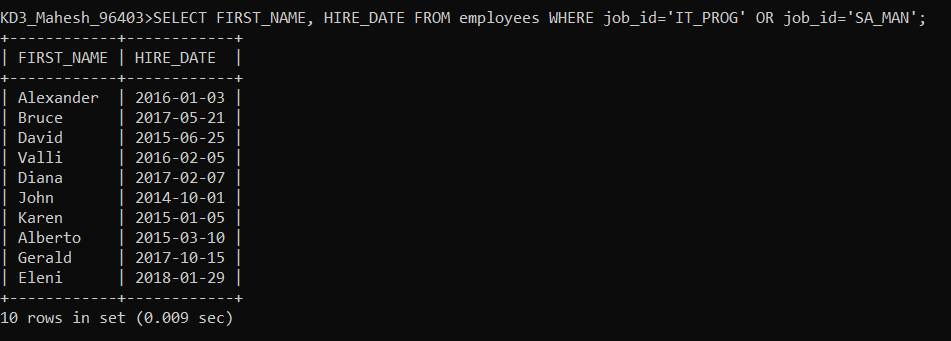 KD3_Mahesh_96403>SELECT FIRST_NAME, HIRE_DATE FROM employees WHERE job_id='IT_PROG' OR job_id='SA_MAN';
+------------+------------+
| FIRST_NAME | HIRE_DATE  |
+------------+------------+
| Alexander  | 2016-01-03 |
| Bruce      | 2017-05-21 |
| David      | 2015-06-25 |
| Valli      | 2016-02-05 |
| Diana      | 2017-02-07 |
| John       | 2014-10-01 |
| Karen      | 2015-01-05 |
| Alberto    | 2015-03-10 |
| Gerald     | 2017-10-15 |
| Eleni      | 2018-01-29 |
+------------+------------+
10 rows in set (0.009 sec)